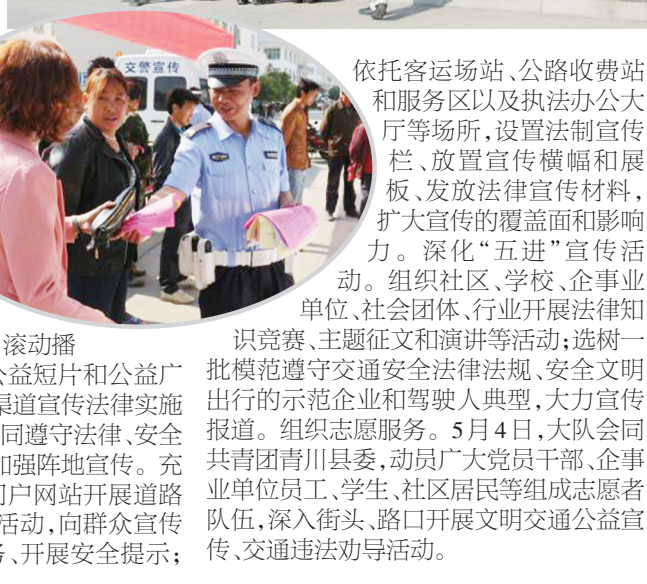 交警宣传
滚动播
公益短片和公益广
渠道宣传法律实施
同遵守法律、安全
加强阵地宣传。充
门户网站开展道路
活动,向群众宣传
务、开展安全提示;
依托客运场站、公路收费站
和服务区以及执法办公大
厅等场所,设置法制宣传
栏、放置宣传横幅和展
板、发放法律宣传材料,
扩大宣传的覆盖面和影响
力。深化“五进”宣传活
动。组织社区、学校、企事业
单位、社会团体、行业开展法律知
识竞赛、主题征文和演讲等活动;选树一
批模范遵守交通安全法律法规、安全文明
出行的示范企业和驾驶人典型,大力宣传
报道。组织志愿服务。5月4日,大队会同
共青团青川县委,动员广大党员干部、企事
业单位员工、学生、社区居民等组成志愿者
队伍,深入街头、路口开展文明交通公益宣
传、交通违法劝导活动。